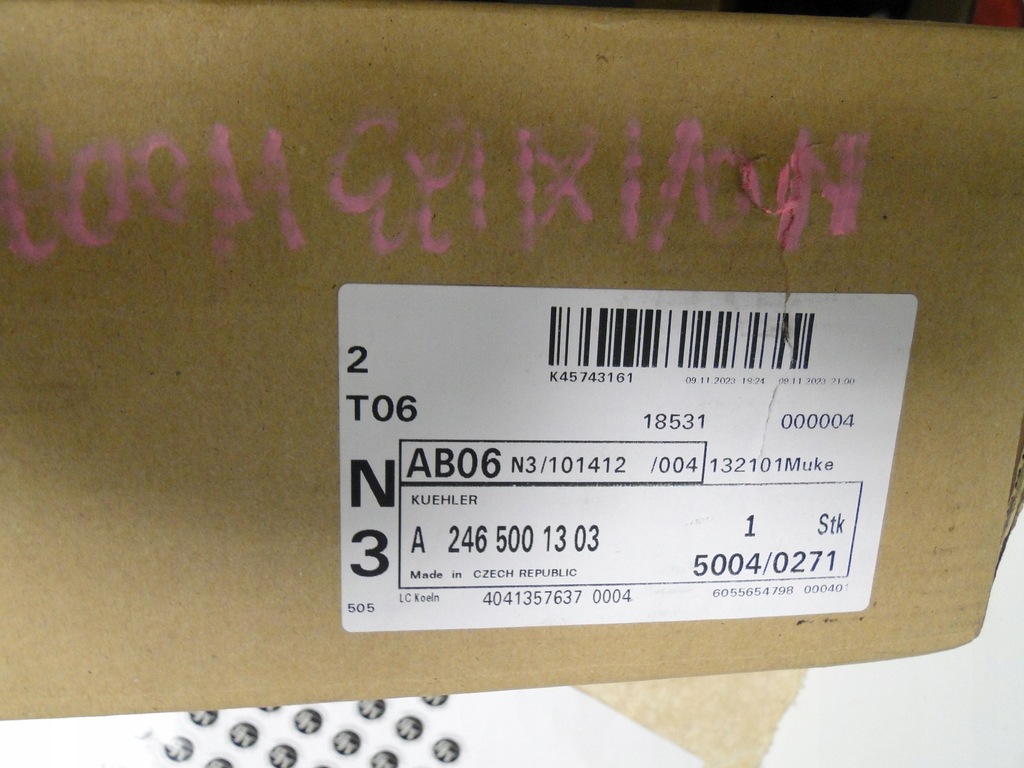 K45743161
09.11.2023 19:24 09.11.2023 21:00
2
T06
18531 000004
AB06 N3/101412 /004 132101Muke
N
3
KUEHLER
A 246 500 13 03 1 Stk
Made in CZECH REPUBLIC 5004/0271
505 LC Koeln 4041357637 0004 6055654798 000401